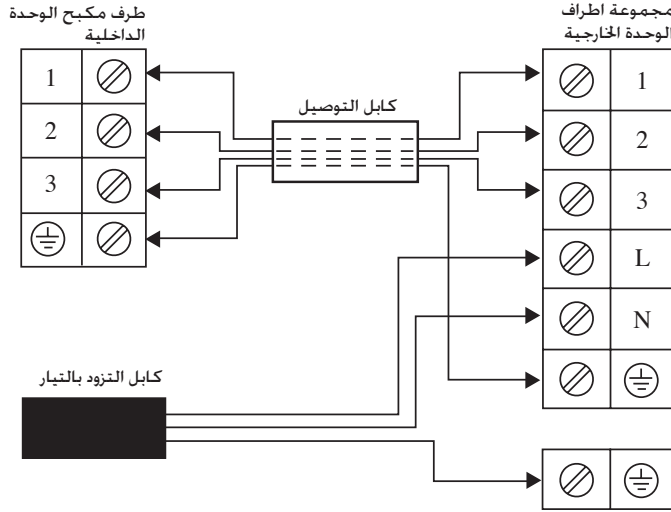 مجموعة اطراف
الوحدة الخارجية
طرف مكبح الوحدة
الداخلية
كابل التوصيل
1
2
3
1
2
3
L
N
كابل التزود بالتيار